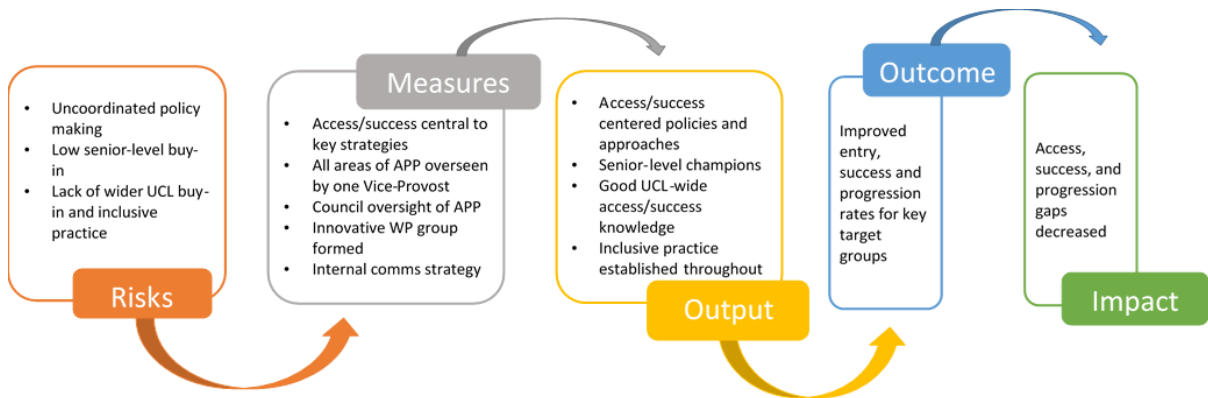 Risks
• Uncoordinated policy
making
• Low senior-level buy-
in
• Lack of wider UCL buy-
in and inclusive
practice
Measures
• Access/success central to
key strategies
• All areas of APP overseen
by one Vice-Provost
• Council oversight of APP
• Innovative WP group
formed
• Internal comms strategy
Output
• Access/success
centered policies and
approaches
• Senior-level champions
• Good UCL-wide
access/success
knowledge
• Inclusive practice
established throughout
Outcome
Improved
entry,
success and
progression
rates for key
target
groups
Impact
Access,
success, and
progression
gaps
decreased